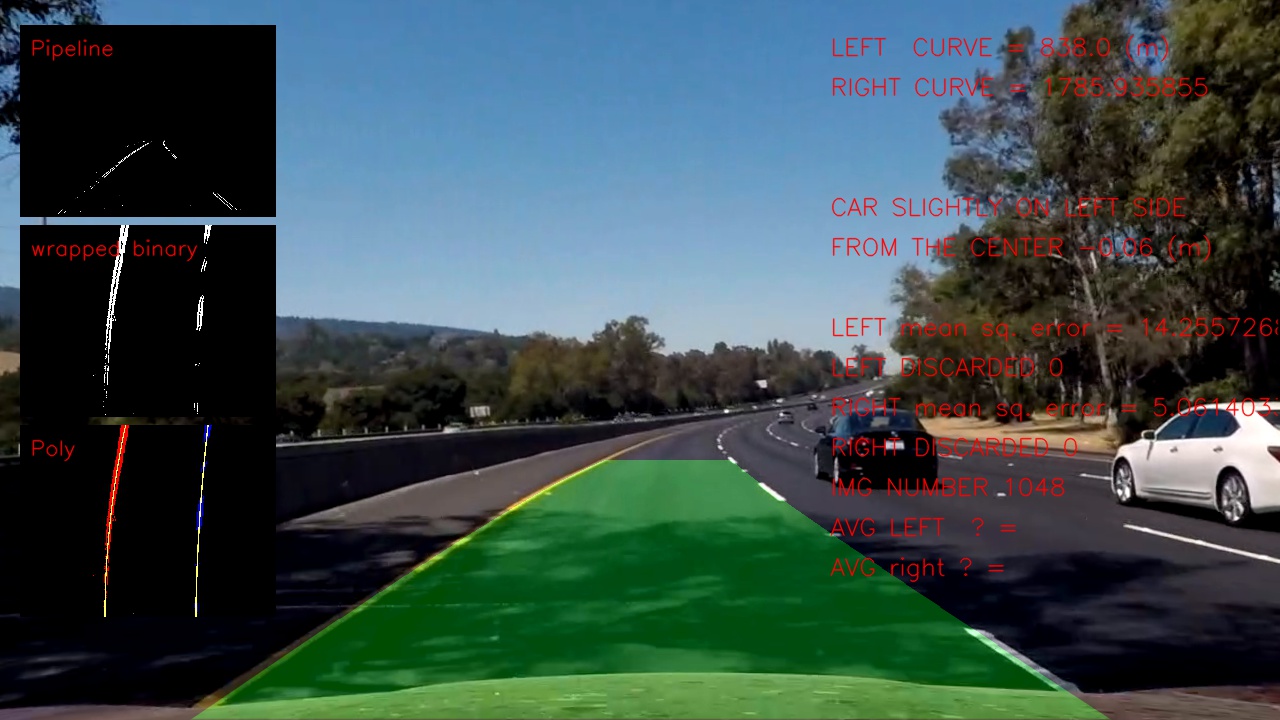 Pipeline
wrapped binary
Poly
LEFT CURVE = 838.0 (m)
RIGHT CURVE = 1785.935855
CAR SLIGHTLY ON LEFT SIDE
FROM THE CENTER -0.06 (m)
LEFT mean sq. error = 14.255726
LEFT DISCARDED 0
RIGHT mean sq. error = 5.061403
RIGHT DISCARDED 0
IMG NUMBER 1048
AVG LEFT ? =
AVG right ? =